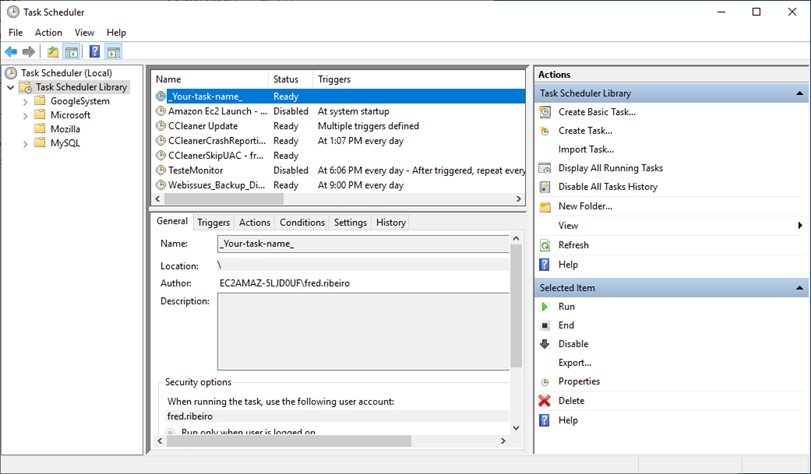 Task Scheduler
File Action View Help
Task Scheduler (Local)
Task Scheduler Library
GoogleSystem
Microsoft
Mozilla
MySQL
Name Status Triggers
_Your-task-name_ Ready
Amazon Ec2 Launch - ... Disabled At system startup
CCleaner Update Ready Multiple triggers defined
CCleanerCrashReporti... Ready At 1:07 PM every day
CCleanerSkipUAC - fr... Ready
TesteMonitor Disabled At 6:06 PM every day - After triggered, repeat every
Webissues_Backup_Di... Ready At 9:00 PM every day
General Triggers Actions Conditions Settings History
Name: _Your-task-name_
Location: \
Author: EC2AMAZ-5LJD0UF\fred.ribeiro
Description:
Security options
When running the task, use the following user account:
fred.ribeiro
Run only when user is logged on
Actions
Task Scheduler Library
Create Basic Task...
Create Task...
Import Task...
Display All Running Tasks
Disable All Tasks History
New Folder...
View
Refresh
Help
Selected Item
Run
End
Disable
Export...
Properties
Delete
Help